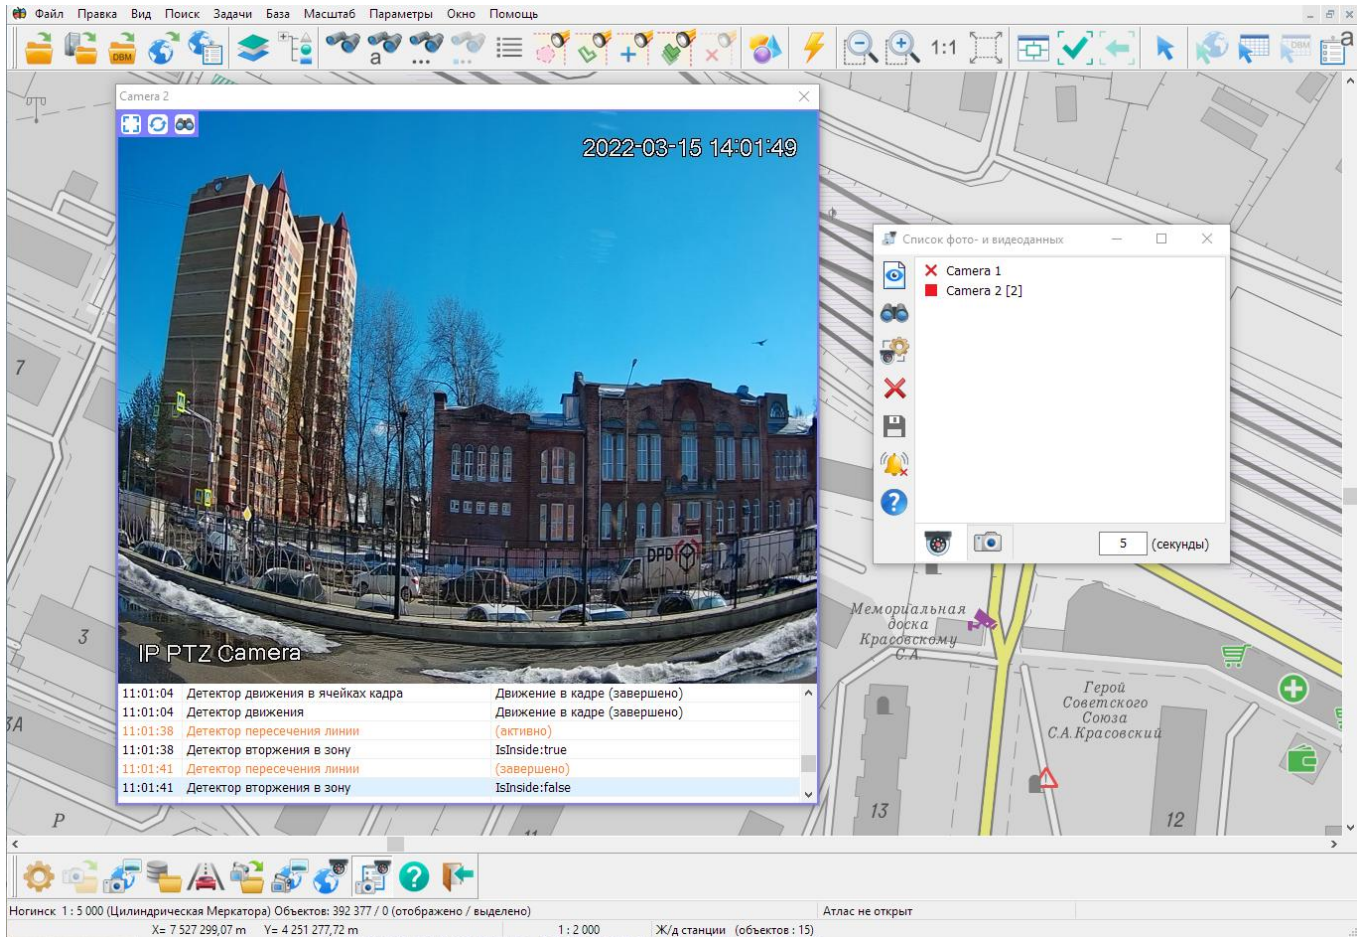 Файл Правка Вид Поиск Задачи База Масштаб Параметры Окно Помощь
DBM a 1:1 DBM a
Camera 2
2022-03-15 14:01:49
DPD
IP PTZ Camera
11:01:04 Детектор движения в ячейках кадра Движение в кадре (завершено)
11:01:04 Детектор движения Движение в кадре (завершено)
11:01:38 Детектор пересечения линии (активно)
11:01:38 Детектор вторжения в зону IsInside:true
11:01:41 Детектор пересечения линии (завершено)
11:01:41 Детектор вторжения в зону IsInside:false
Список фото- и видеоданных
Camera 1
Camera 2 [2]
5 (секунды)
7
3
3А
Р
11
Мемориальная
доска
Красовскому
С.А.
Герой
Советского
Союза
С.А.Красовский
13
12
Ногинск 1 : 5 000 (Цилиндрическая Меркатора) Объектов: 392 377 / 0 (отображено / выделено) Атлас не открыт
X= 7 527 299,07 m Y= 4 251 277,72 m 1 : 2 000 Ж/д станции (объектов : 15)